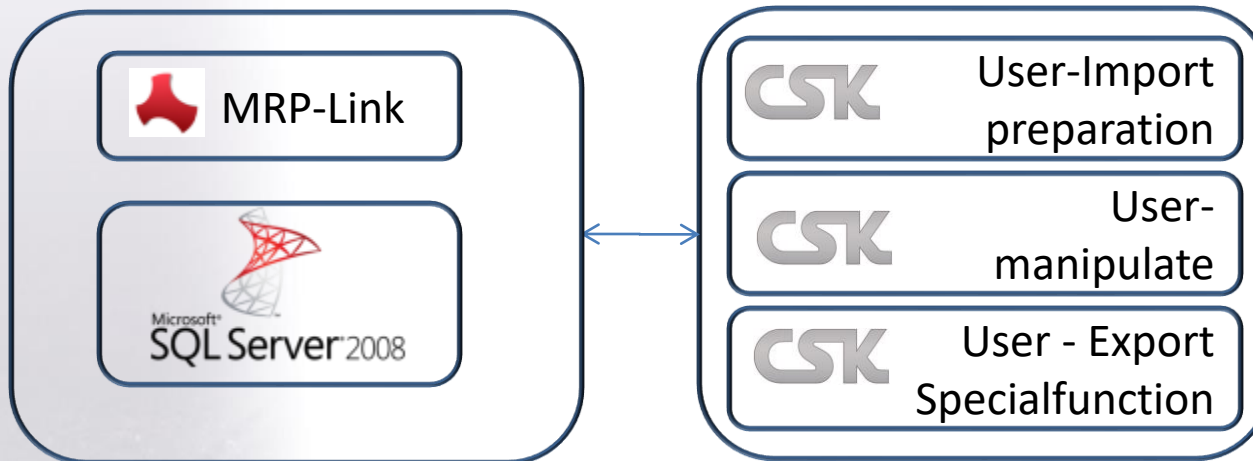 MRP-Link
Microsoft®
SQL Server® 2008
CSK
User-Import
preparation
CSK
User-
manipulate
CSK
User - Export
Specialfunction